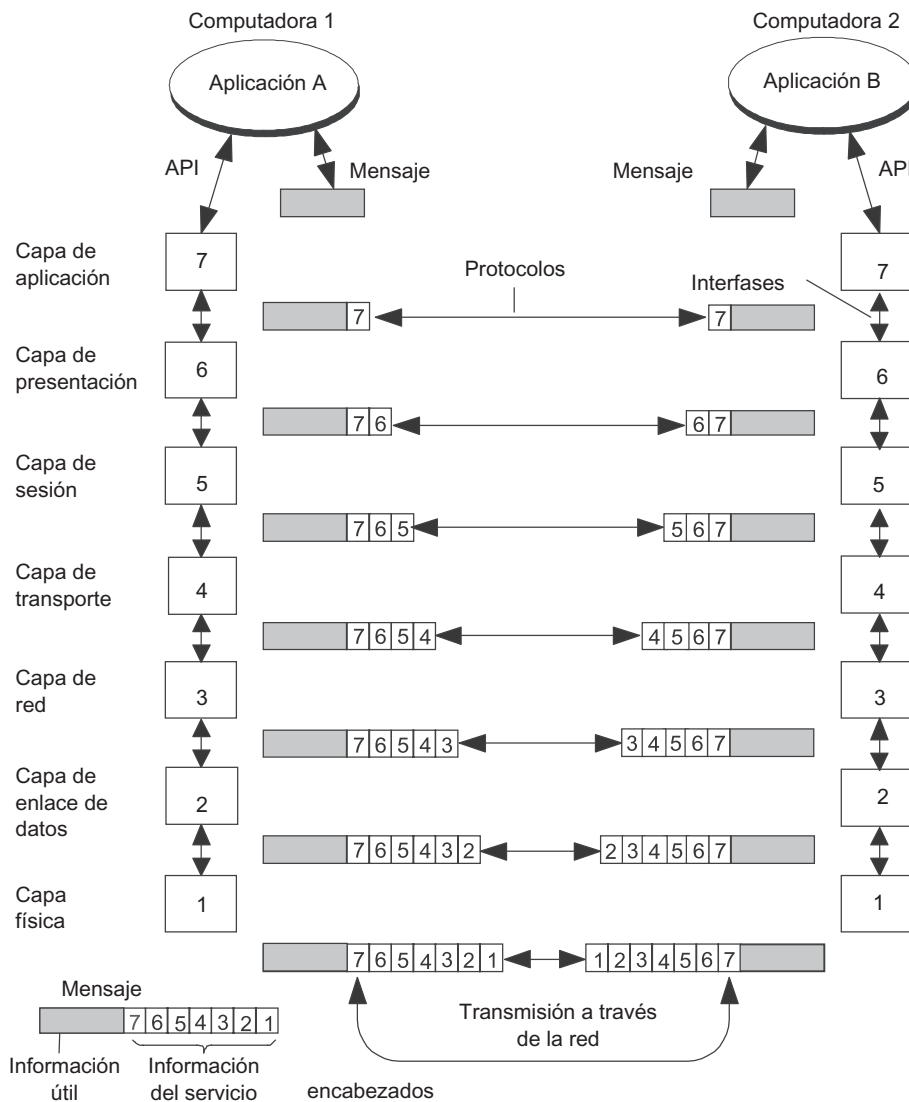 Computadora 1
Computadora 2
Aplicación A
Aplicación B
API
Mensaje
Mensaje
API
Capa de
aplicación
7
7
Protocolos
Interfases
7
7
Capa de
presentación
6
6
7 6
6 7
Capa de
sesión
5
5
7 6 5
5 6 7
Capa de
transporte
4
4
7 6 5 4
4 5 6 7
Capa de
red
3
3
7 6 5 4 3
3 4 5 6 7
Capa de
enlace de
datos
2
2
7 6 5 4 3 2
2 3 4 5 6 7
Capa
física
1
1
7 6 5 4 3 2 1
1 2 3 4 5 6 7
Mensaje
7 6 5 4 3 2 1
Transmisión a través
de la red
Información
útil
Información
del servicio
encabezados